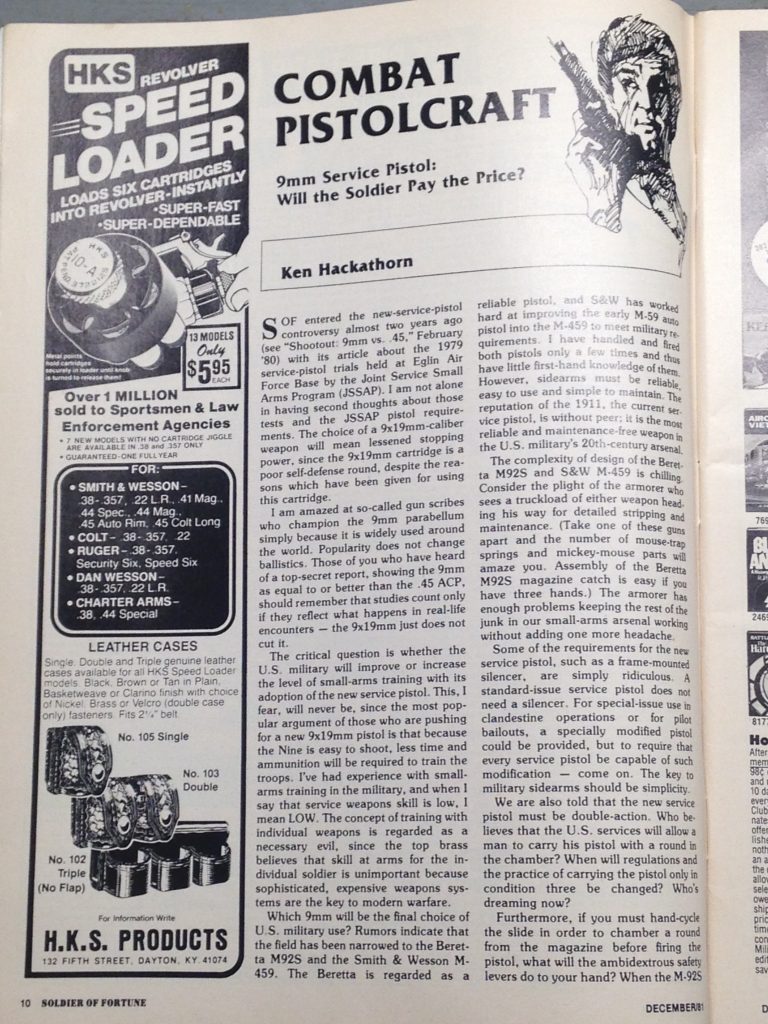 HKS REVOLVER
SPEED
LOADER
LOADS SIX CARTRIDGES
INTO REVOLVER-INSTANTLY
•SUPER-FAST
•SUPER-DEPENDABLE
HKS
10-A
Metal points
hold cartridges
securely in loader until knob
is turned to release them!
13 MODELS
Only
$5.95
EACH
Over 1 MILLION
sold to Sportsmen & Law
Enforcement Agencies
• 7 NEW MODELS WITH NO CARTRIDGE JIGGLE
ARE AVAILABLE IN .38 and .357 ONLY
• GUARANTEED-ONE FULL YEAR
FOR:
• SMITH & WESSON–
.38-.357, .22 L.R., .41 Mag.,
.44 Spec., .44 Mag.,
.45 Auto Rim, .45 Colt Long
• COLT- .38-.357, .22
• RUGER- .38-.357,
Security Six, Speed Six
• DAN WESSON–
.38-.357, .22 L.R.
• CHARTER ARMS–
.38, .44 Special
LEATHER CASES
Single, Double and Triple genuine leather
cases available for all HKS Speed Loader
models. Black, Brown or Tan in Plain,
Basketweave or Clarino finish with choice
of Nickel, Brass or Velcro (double case
only) fasteners. Fits 2¼" belt.
No. 105 Single
No. 103
Double
No. 102
Triple
(No Flap)
For Information Write
H.K.S. PRODUCTS
132 FIFTH STREET, DAYTON, KY. 41074
COMBAT
PISTOLCRAFT
9mm Service Pistol:
Will the Soldier Pay the Price?
Ken Hackathorn
SOF entered the new-service-pistol
controversy almost two years ago
(see "Shootout: 9mm vs. .45," February
'80) with its article about the 1979
service-pistol trials held at Eglin Air
Force Base by the Joint Service Small
Arms Program (JSSAP). I am not alone
in having second thoughts about those
tests and the JSSAP pistol require-
ments. The choice of a 9x19mm-caliber
weapon will mean lessened stopping
power, since the 9x19mm cartridge is a
poor self-defense round, despite the rea-
sons which have been given for using
this cartridge.
I am amazed at so-called gun scribes
who champion the 9mm parabellum
simply because it is widely used around
the world. Popularity does not change
ballistics. Those of you who have heard
of a top-secret report, showing the 9mm
as equal to or better than the .45 ACP,
should remember that studies count only
if they reflect what happens in real-life
encounters — the 9x19mm just does not
cut it.
The critical question is whether the
U.S. military will improve or increase
the level of small-arms training with its
adoption of the new service pistol. This, I
fear, will never be, since the most pop-
ular argument of those who are pushing
for a new 9x19mm pistol is that because
the Nine is easy to shoot, less time and
ammunition will be required to train the
troops. I've had experience with small-
arms training in the military, and when I
say that service weapons skill is low, I
mean LOW. The concept of training with
individual weapons is regarded as a
necessary evil, since the top brass
believes that skill at arms for the in-
dividual soldier is unimportant because
sophisticated, expensive weapons sys-
tems are the key to modern warfare.
Which 9mm will be the final choice of
U.S. military use? Rumors indicate that
the field has been narrowed to the Beret-
ta M92S and the Smith & Wesson M-
459. The Beretta is regarded as a
reliable pistol, and S&W has worked
hard at improving the early M-59 auto
pistol into the M-459 to meet military re-
quirements. I have handled and fired
both pistols only a few times and thus
have little first-hand knowledge of them.
However, sidearms must be reliable,
easy to use and simple to maintain. The
reputation of the 1911, the current ser-
vice pistol, is without peer; it is the most
reliable and maintenance-free weapon in
the U.S. military's 20th-century arsenal.
The complexity of design of the Beret-
ta M92S and S&W M-459 is chilling.
Consider the plight of the armorer who
sees a truckload of either weapon head-
ing his way for detailed stripping and
maintenance. (Take one of these guns
apart and the number of mouse-trap
springs and mickey-mouse parts will
amaze you. Assembly of the Beretta
M92S magazine catch is easy if you
have three hands.) The armorer has
enough problems keeping the rest of the
junk in our small-arms arsenal working
without adding one more headache.
Some of the requirements for the new
service pistol, such as a frame-mounted
silencer, are simply ridiculous. A
standard-issue service pistol does not
need a silencer. For special-issue use in
clandestine operations or for pilot
bailouts, a specially modified pistol
could be provided, but to require that
every service pistol be capable of such
modification — come on. The key to
military sidearms should be simplicity.
We are also told that the new service
pistol must be double-action. Who be-
lieves that the U.S. services will allow a
man to carry his pistol with a round in
the chamber? When will regulations and
the practice of carrying the pistol only in
condition three be changed? Who's
dreaming now?
Furthermore, if you must hand-cycle
the slide in order to chamber a round
from the magazine before firing the
pistol, what will the ambidextrous safety
levers do to your hand? When the M-92S
10 SOLDIER OF FORTUNE
DECEMBER/81